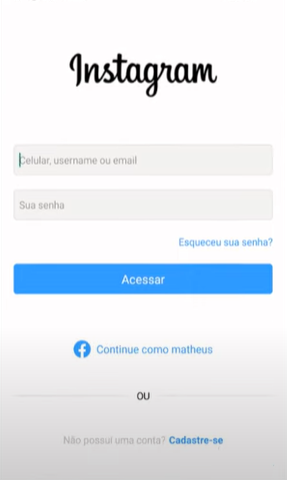 Instagram
Celular, username ou email
Sua senha
Esqueceu sua senha?
Acessar
Continue como matheus
OU
Não possui uma conta? Cadastre-se